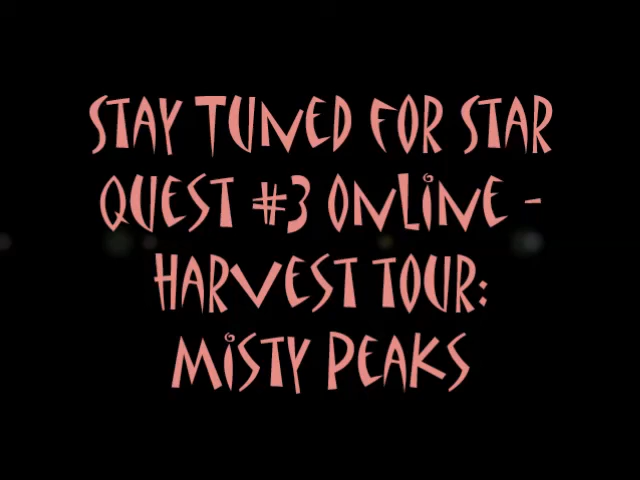 STAY TUNED FOR STAR
QUEST #3 ONLINE -
HARVEST TOUR:
MISTY PEAKS